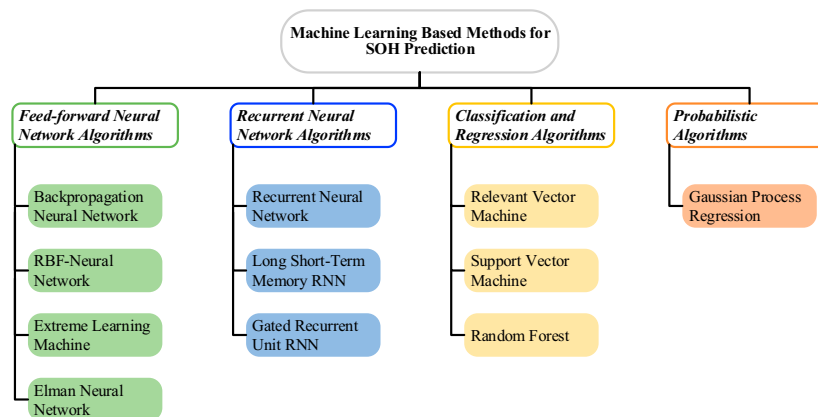 Machine Learning Based Methods for
SOH Prediction
Feed-forward Neural
Network Algorithms
Recurrent Neural
Network Algorithms
Classification and
Regression Algorithms
Probabilistic
Algorithms
Backpropagation
Neural Network
Recurrent Neural
Network
Relevant Vector
Machine
Gaussian Process
Regression
RBF-Neural
Network
Long Short-Term
Memory RNN
Support Vector
Machine
Extreme Learning
Machine
Gated Recurrent
Unit RNN
Random Forest
Elman Neural
Network